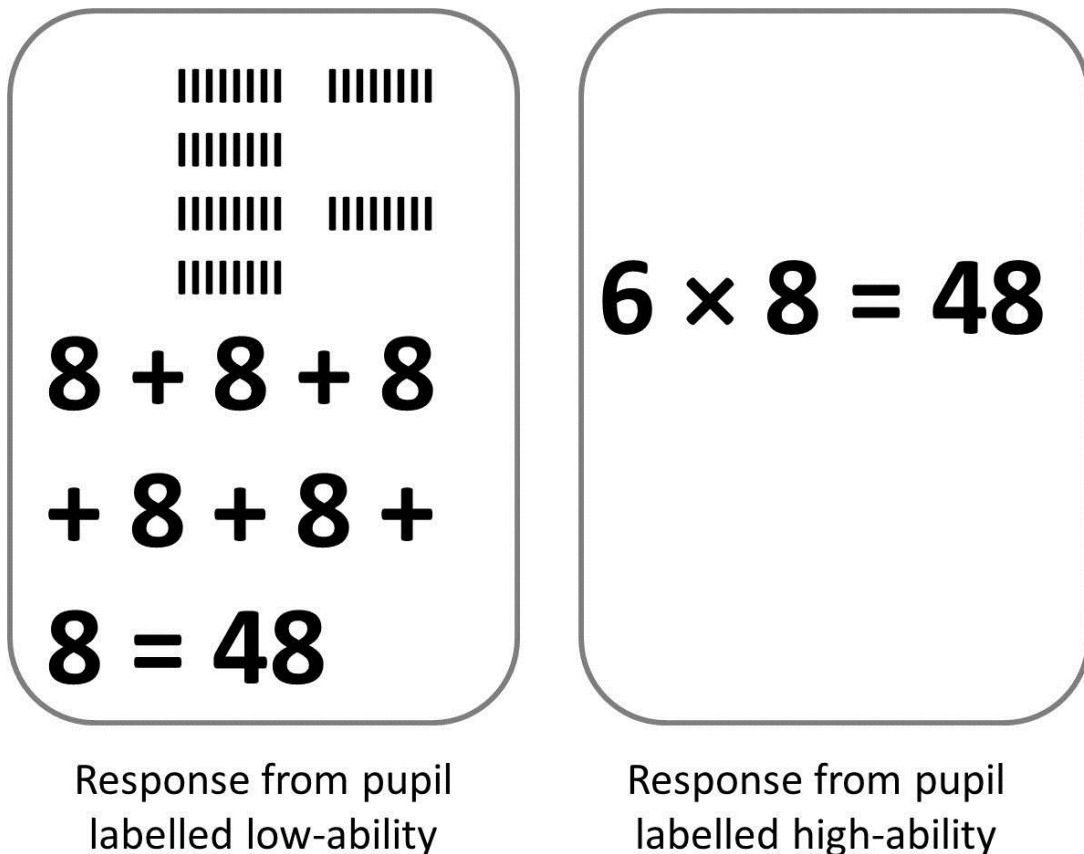 8 + 8 + 8
+ 8 + 8 +
8 = 48
Response from pupil
labelled low-ability
6 × 8 = 48
Response from pupil
labelled high-ability